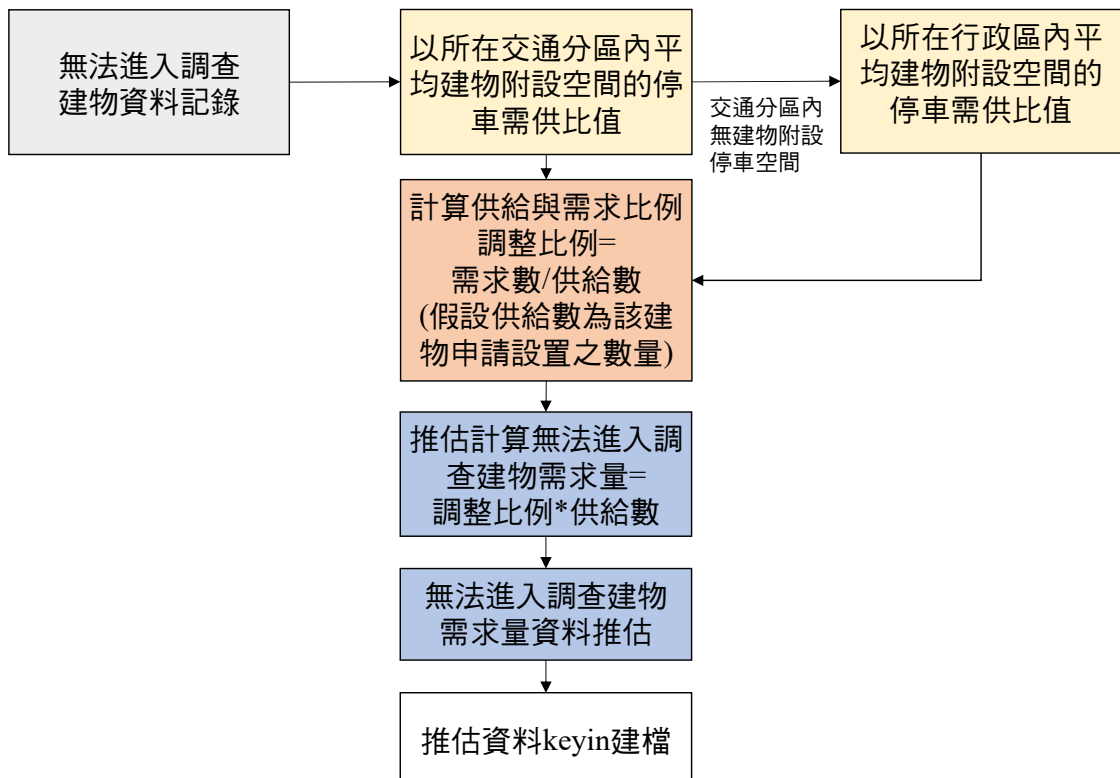 無法進入調查
建物資料記錄
以所在交通分區內平
均建物附設空間的停
車需供比值
交通分區內
無建物附設
停車空間
以所在行政區內平
均建物附設空間的
停車需供比值
計算供給與需求比例
調整比例=
需求數/供給數
(假設供給數為該建
物申請設置之數量)
推估計算無法進入調
查建物需求量=
調整比例*供給數
無法進入調查建物
需求量資料推估
推估資料keyin建檔